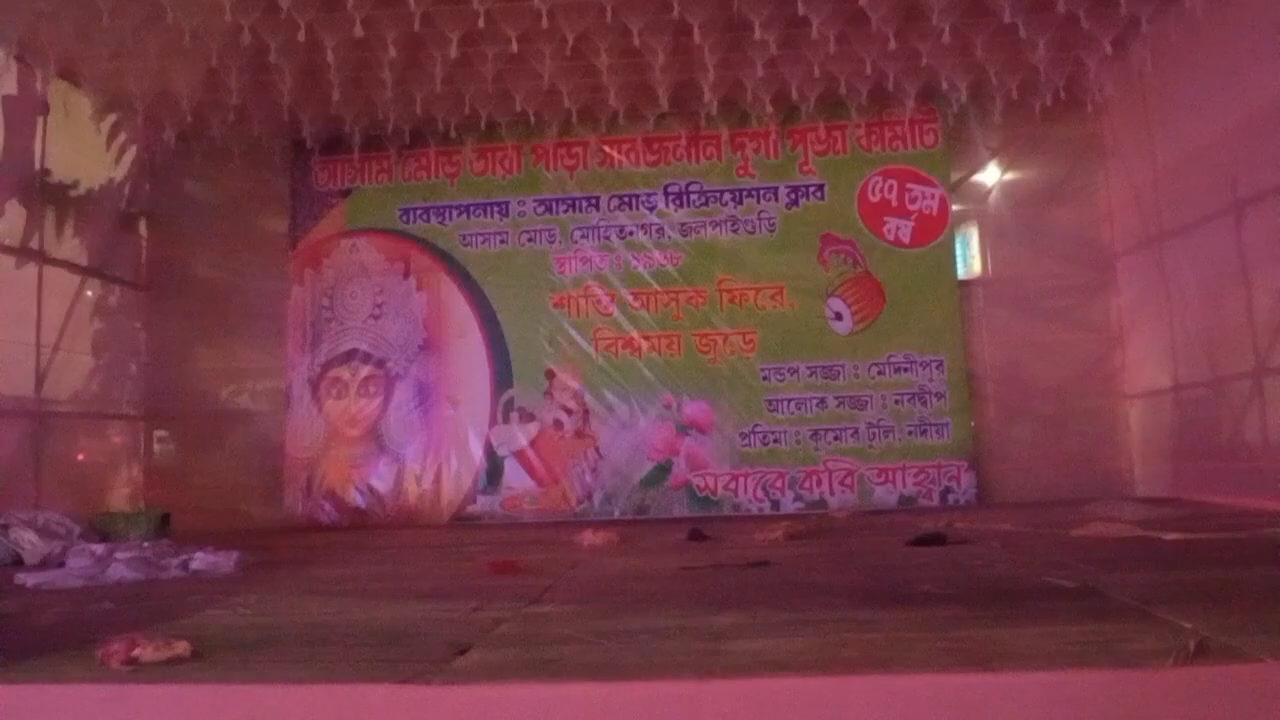 আসাম মোড় তারা পাড়া সার্বজনীন দুর্গা পূজা কমিটি
ব্যবস্থাপনায় : আসাম মোড় রিক্রিয়েশন ক্লাব
৫৭ তম
বর্ষ
আসাম মোড়, মোহিতনগর, জলপাইগুড়ি
স্থাপিত : ১৯৬৮
শান্তি আসুক ফিরে,
বিশ্বময় জুড়ে
মন্ডপ সজ্জা : মেদিনীপুর
আলোক সজ্জা : নবদ্বীপ
প্রতিমা : কুমোর টুলি, নদীয়া
সবারে করি আহ্বান